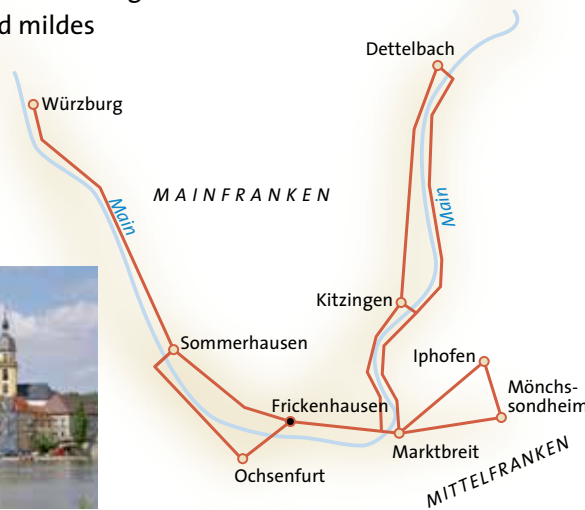 d mildes
Dettelbach
Würzburg
MAINFRANKEN
Main
Main
Kitzingen
Sommerhausen
Iphofen
Mönchs-
sondheim
Frickenhausen
Marktbreit
Ochsenfurt
MITTELFRANKEN